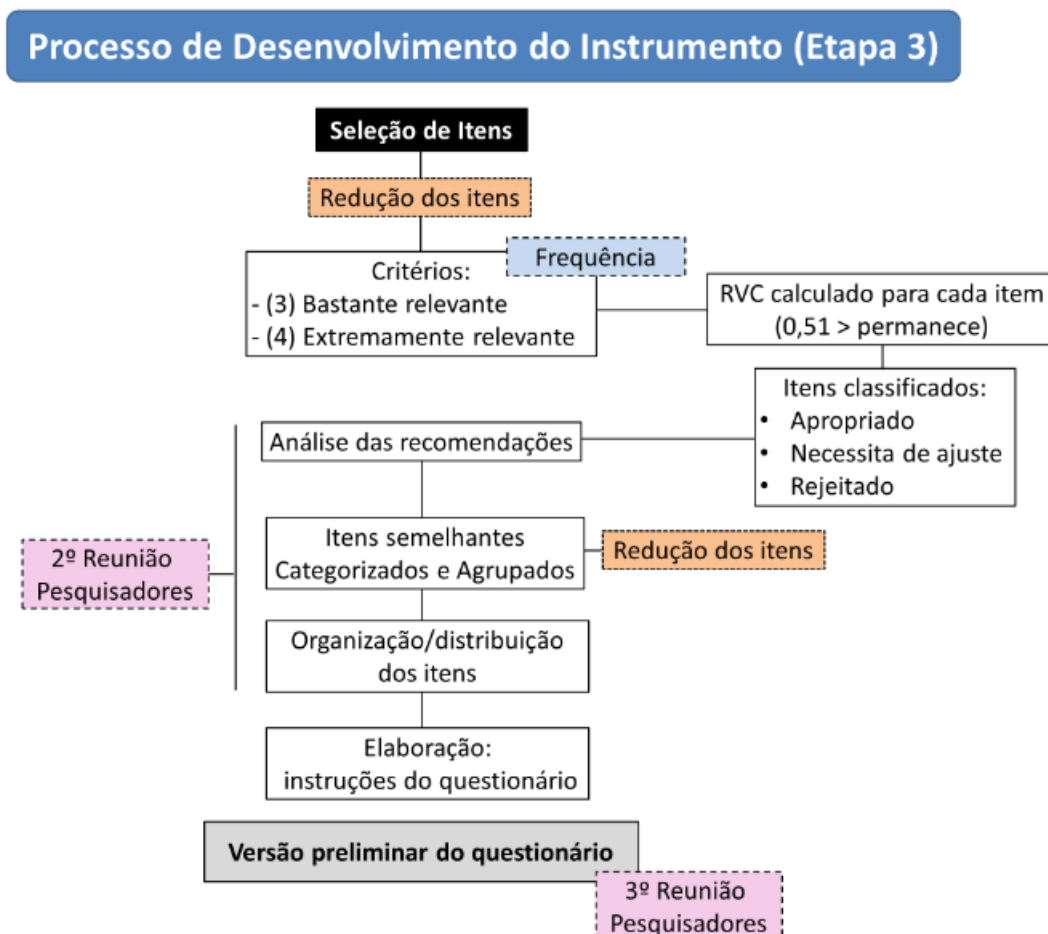 Processo de Desenvolvimento do Instrumento (Etapa 3)
Seleção de Itens
Redução dos itens
Frequência
Critérios:
- (3) Bastante relevante
- (4) Extremamente relevante
RVC calculado para cada item
(0,51 > permanece)
Itens classificados:
• Apropriado
• Necessita de ajuste
• Rejeitado
Análise das recomendações
Itens semelhantes
Categorizados e Agrupados
Redução dos itens
2º Reunião
Pesquisadores
Organização/distribuição
dos itens
Elaboração:
instruções do questionário
Versão preliminar do questionário
3º Reunião
Pesquisadores